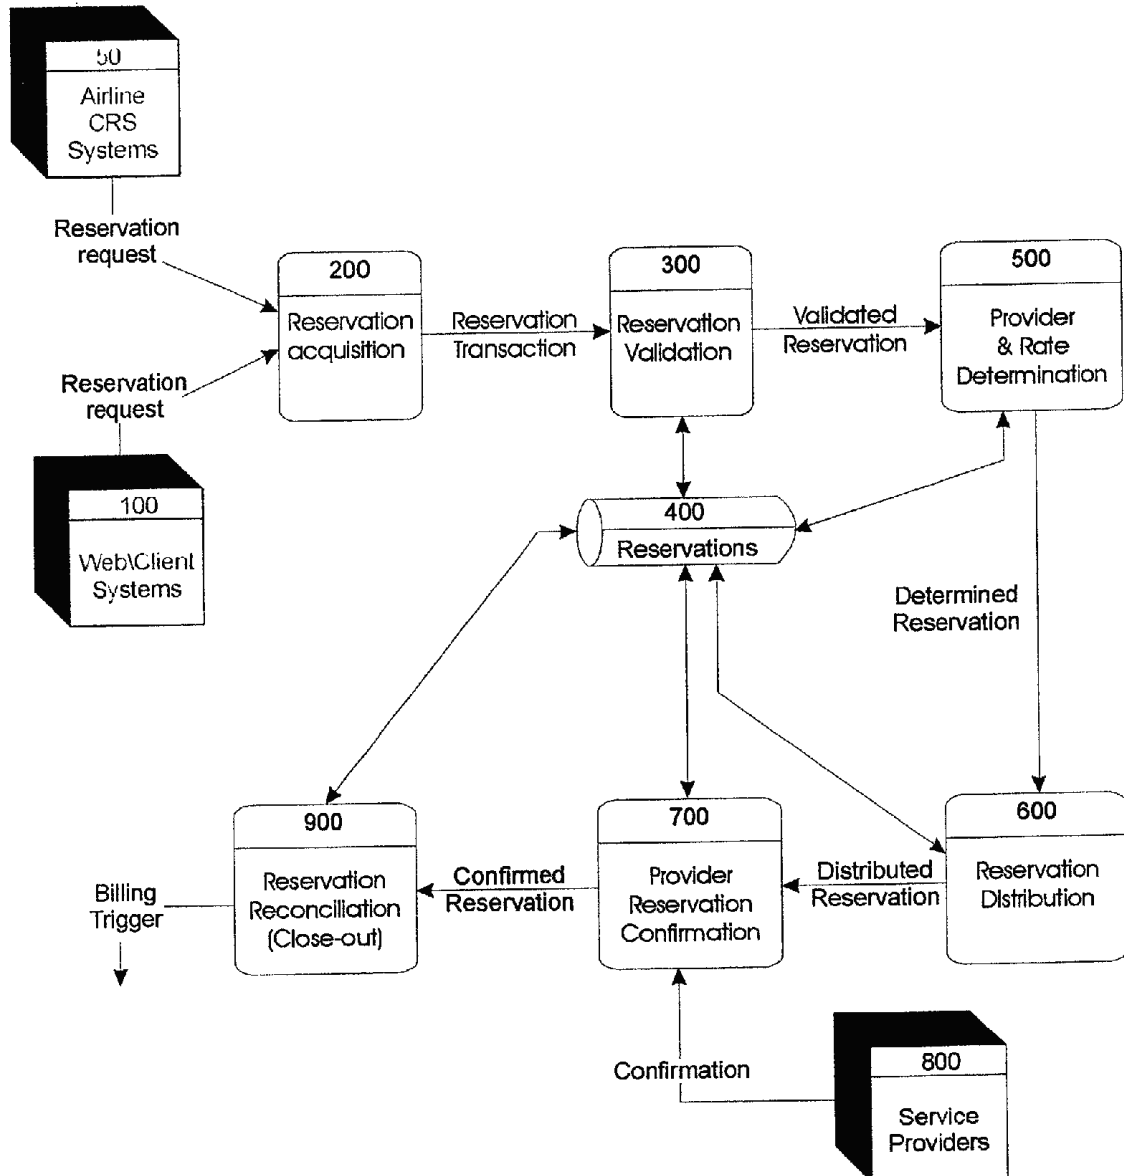 50
Airline
CRS
Systems
Reservation
request
200
Reservation
acquisition
Reservation
Transaction
300
Reservation
Validation
Validated
Reservation
500
Provider
& Rate
Determination
Reservation
request
100
Web\Client
Systems
400
Reservations
Determined
Reservation
900
Reservation
Reconciliation
(Close-out)
Billing
Trigger
Confirmed
Reservation
700
Provider
Reservation
Confirmation
Distributed
Reservation
600
Reservation
Distribution
Confirmation
800
Service
Providers